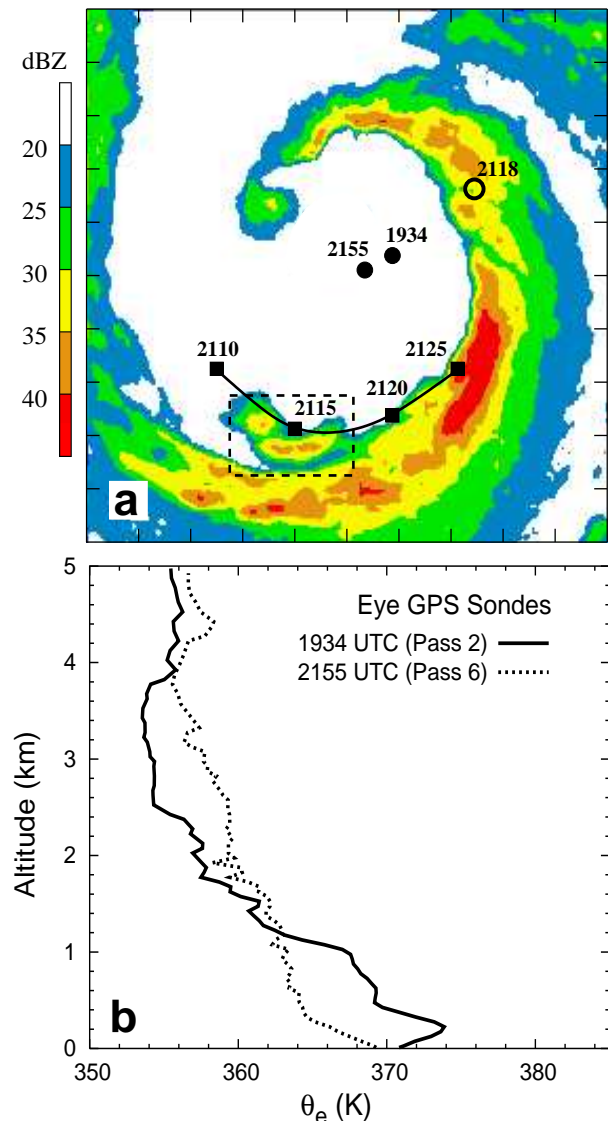 dBZ
20
25
30
35
40
2118
2155
1934
2110
2125
2115
2120
a
5
4
3
2
1
0
Altitude (km)
Eye GPS Sondes
1934 UTC (Pass 2)
2155 UTC (Pass 6)
b
350
360
370
380
θe (K)